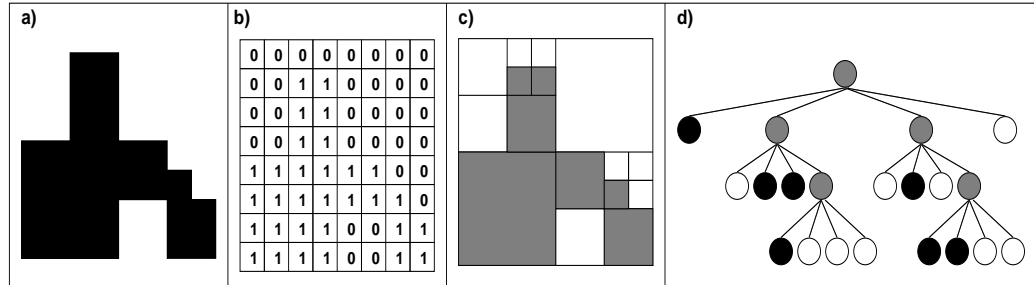 a)
b)
c)
d)
0 0 0 0 0 0 0 0
0 0 1 1 0 0 0 0
0 0 1 1 0 0 0 0
0 0 1 1 0 0 0 0
1 1 1 1 1 1 0 0
1 1 1 1 1 1 1 0
1 1 1 1 0 0 1 1
1 1 1 1 0 0 1 1